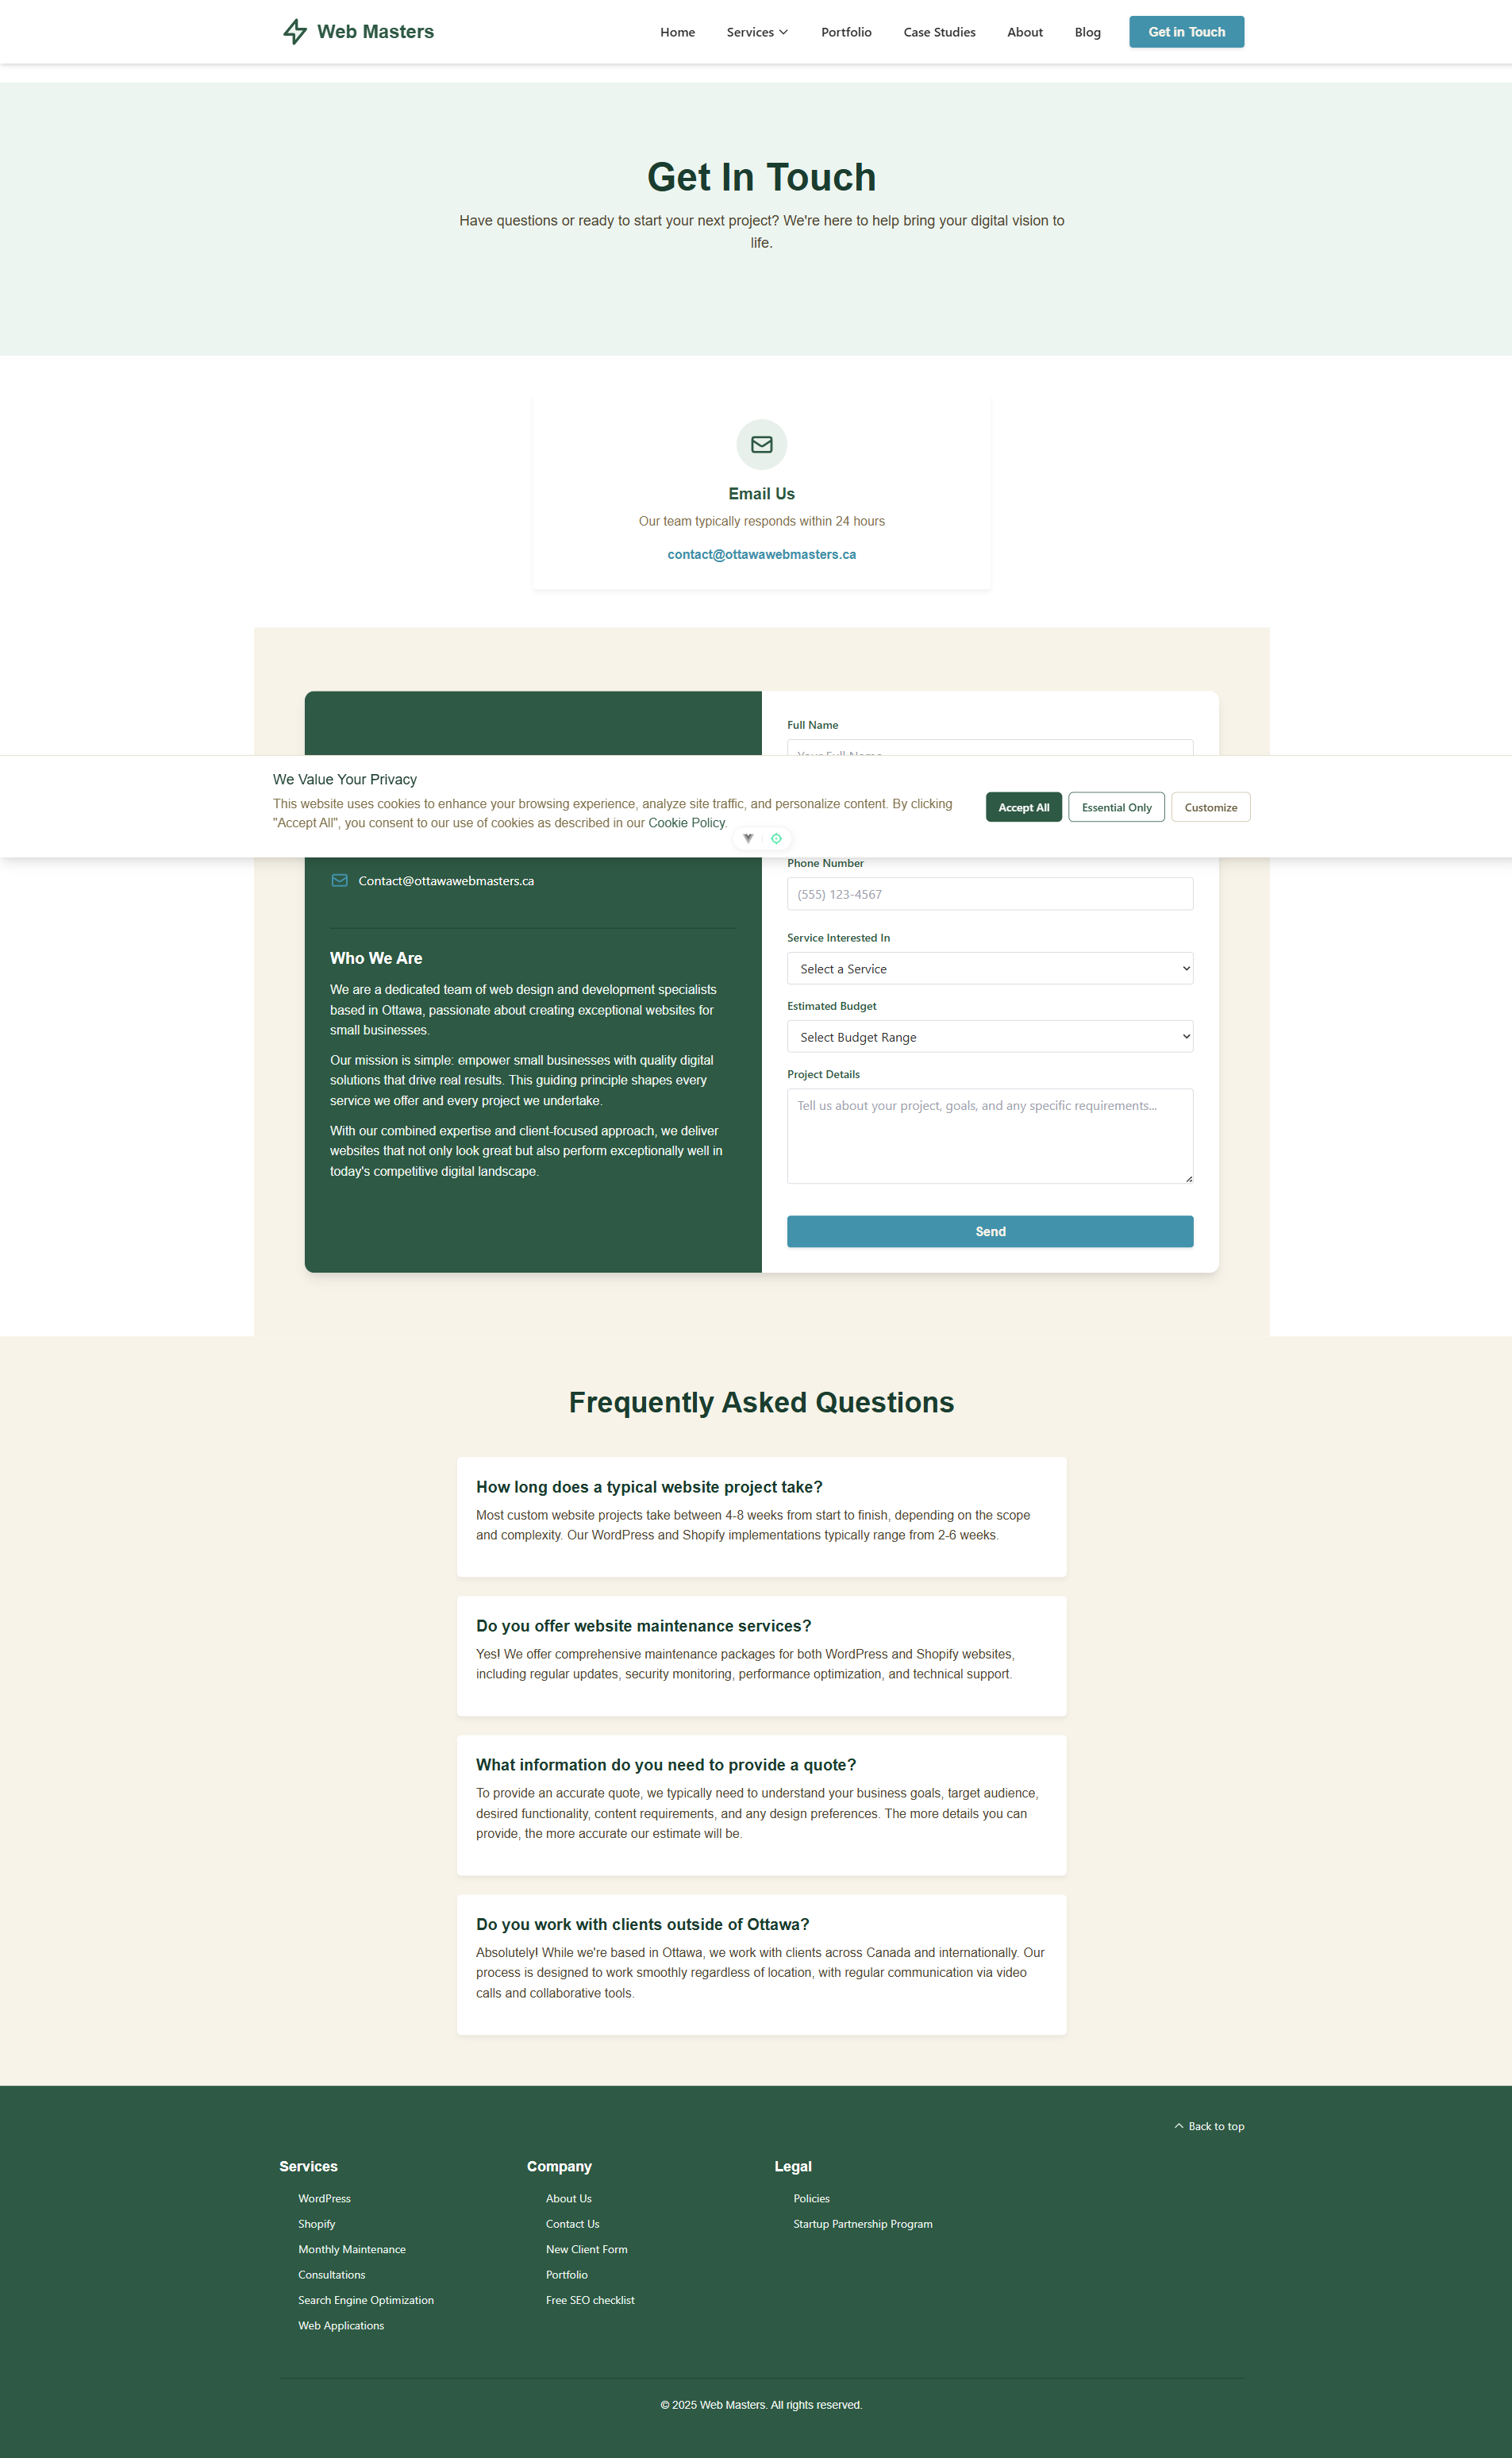 Web Masters
Home
Services
Portfolio
Case Studies
About
Blog
Get in Touch
Get In Touch
Have questions or ready to start your next project? We're here to help bring your digital vision to
life.
Email Us
Our team typically responds within 24 hours
contact@ottawawebmasters.ca
Full Name
We Value Your Privacy
This website uses cookies to enhance your browsing experience, analyze site traffic, and personalize content. By clicking
"Accept All", you consent to our use of cookies as described in our Cookie Policy.
Accept All
Essential Only
Customize
Contact@ottawawebmasters.ca
Who We Are
We are a dedicated team of web design and development specialists
based in Ottawa, passionate about creating exceptional websites for
small businesses.
Our mission is simple: empower small businesses with quality digital
solutions that drive real results. This guiding principle shapes every
service we offer and every project we undertake.
With our combined expertise and client-focused approach, we deliver
websites that not only look great but also perform exceptionally well in
today's competitive digital landscape.
Phone Number
(555) 123-4567
Service Interested In
Select a Service
Estimated Budget
Select Budget Range
Project Details
Tell us about your project, goals, and any specific requirements...
Send
Frequently Asked Questions
How long does a typical website project take?
Most custom website projects take between 4-8 weeks from start to finish, depending on the scope
and complexity. Our WordPress and Shopify implementations typically range from 2-6 weeks.
Do you offer website maintenance services?
Yes! We offer comprehensive maintenance packages for both WordPress and Shopify websites,
including regular updates, security monitoring, performance optimization, and technical support.
What information do you need to provide a quote?
To provide an accurate quote, we typically need to understand your business goals, target audience,
desired functionality, content requirements, and any design preferences. The more details you can
provide, the more accurate our estimate will be.
Do you work with clients outside of Ottawa?
Absolutely! While we're based in Ottawa, we work with clients across Canada and internationally. Our
process is designed to work smoothly regardless of location, with regular communication via video
calls and collaborative tools.
Back to top
Services
WordPress
Shopify
Monthly Maintenance
Consultations
Search Engine Optimization
Web Applications
Company
About Us
Contact Us
New Client Form
Portfolio
Free SEO checklist
Legal
Policies
Startup Partnership Program
© 2025 Web Masters. All rights reserved.